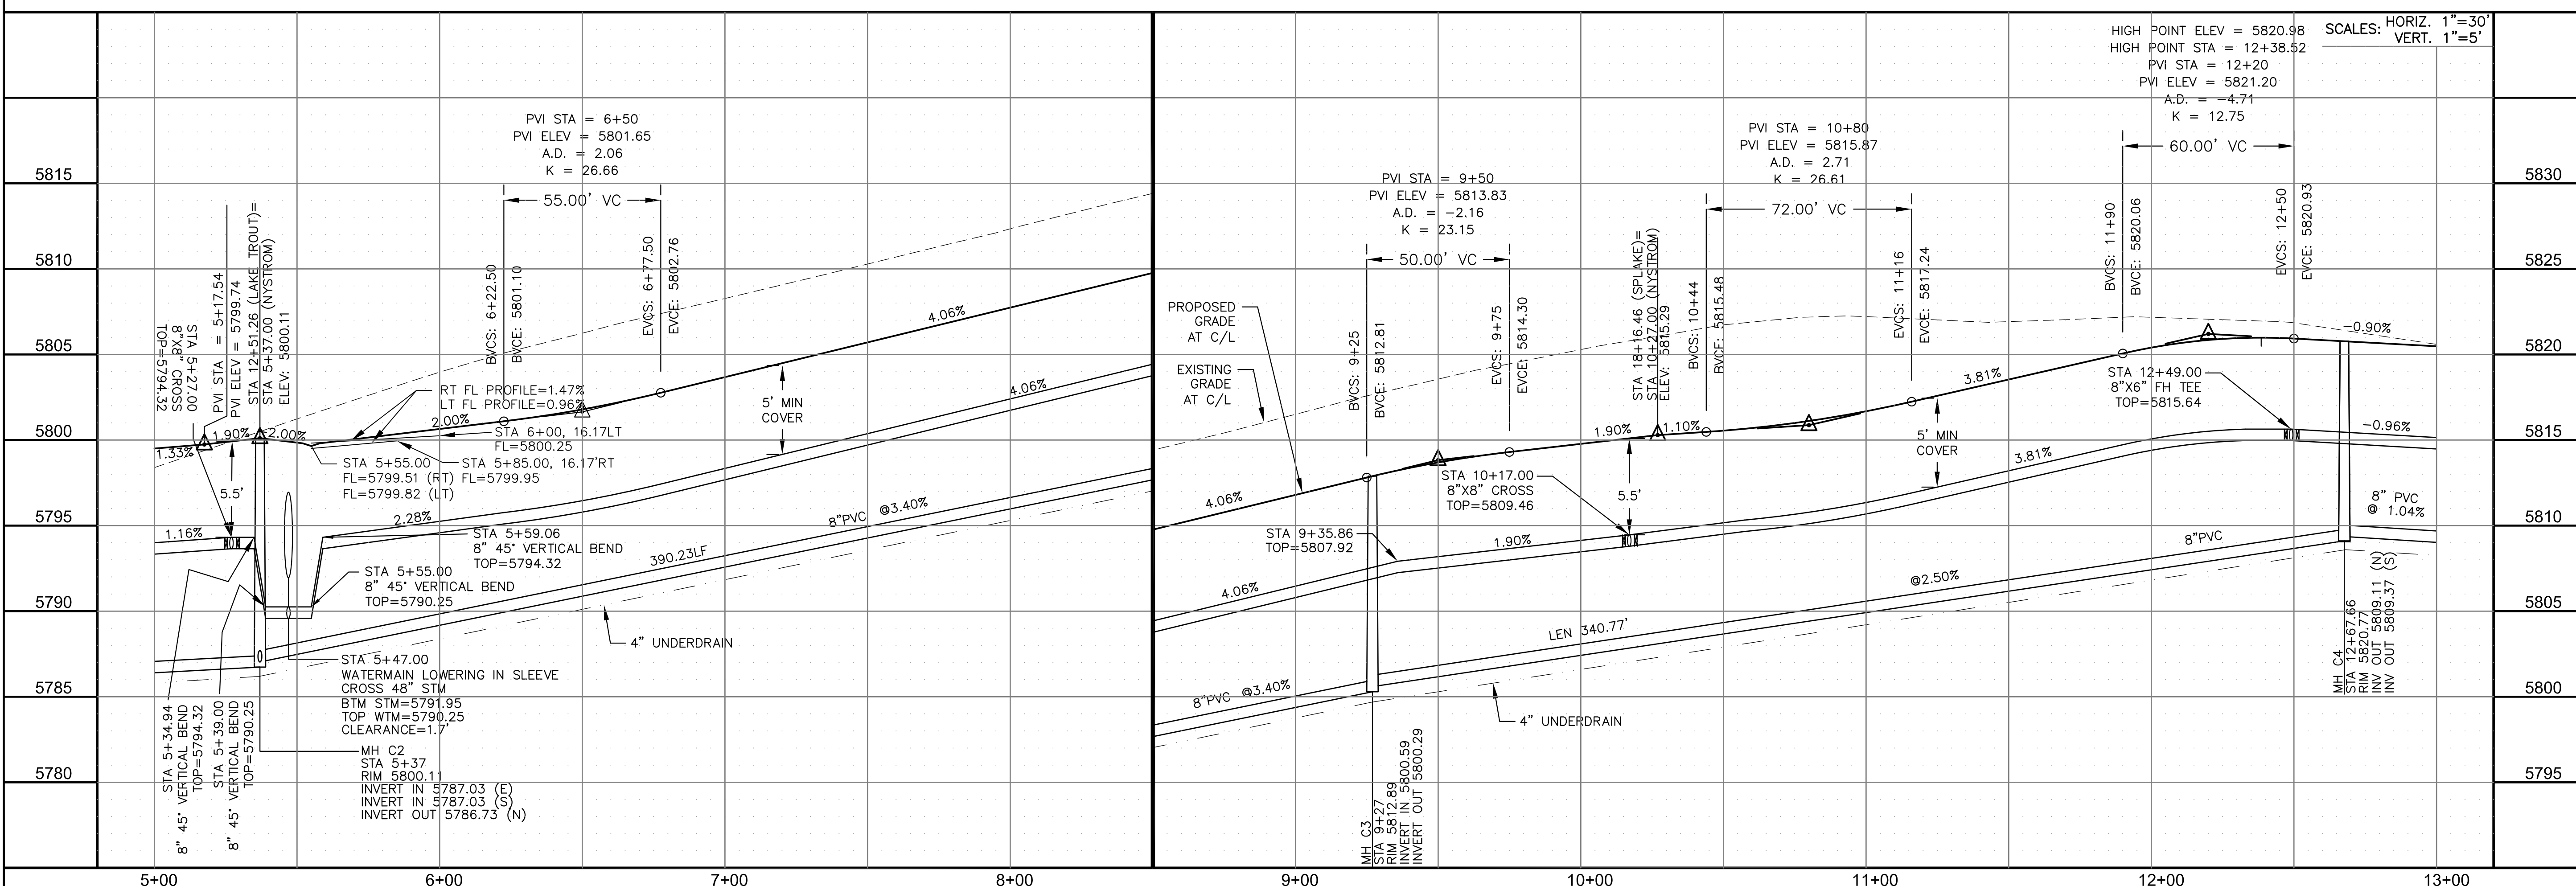 SCALES: HORIZ. 1"=30'
VERT. 1"=5'
5815
5810
5805
5800
5795
5790
5785
5780
PVI STA = 6+50
PVI ELEV = 5801.65
A.D. = 2.06
K = 26.66
55.00' VC
BVCS: 6+22.50
BVCE: 5801.10
EVCS: 6+77.50
EVCE: 5802.76
STA 5+27.00
8"X8" CROSS
TOP=5794.32
PVI STA = 5+17.54
PVI ELEV = 5799.74
STA 12+51.26 (LAKE TROUT)=
STA 5+37.00 (NYSTROM)
ELEV: 5800.11
1.33%
1.90%
-2.00%
2.00%
4.06%
RT FL PROFILE=1.47%
LT FL PROFILE=0.96%
STA 6+00, 16.17LT
FL=5800.25
STA 5+85.00, 16.17'RT
FL=5799.95
STA 5+55.00
FL=5799.51 (RT)
FL=5799.82 (LT)
5.5'
5' MIN
COVER
4.06%
1.16%
2.28%
STA 5+59.06
8" 45° VERTICAL BEND
TOP=5794.32
STA 5+55.00
8" 45° VERTICAL BEND
TOP=5790.25
8"PVC @3.40%
390.23LF
4" UNDERDRAIN
STA 5+47.00
WATERMAIN LOWERING IN SLEEVE
CROSS 48" STM
BTM STM=5791.95
TOP WTM=5790.25
CLEARANCE=1.7'
STA 5+34.94
8" 45° VERTICAL BEND
TOP=5794.32
STA 5+39.00
8" 45° VERTICAL BEND
TOP=5790.25
MH C2
STA 5+37
RIM 5800.11
INVERT IN 5787.03 (E)
INVERT IN 5787.03 (S)
INVERT OUT 5786.73 (N)
5+00
6+00
7+00
8+00
PVI STA = 9+50
PVI ELEV = 5813.83
A.D. = -2.16
K = 23.15
50.00' VC
BVCS: 9+25
BVCE: 5812.81
EVCS: 9+75
EVCE: 5814.30
PROPOSED
GRADE
AT C/L
EXISTING
GRADE
AT C/L
4.06%
STA 18+16.46 (SPLAKE)=
STA 10+27.00 (NYSTROM)
ELEV: 5815.29
PVI STA = 10+80
PVI ELEV = 5815.87
A.D. = 2.71
K = 26.61
72.00' VC
BVCS: 10+44
BVCE: 5815.48
EVCS: 11+16
EVCE: 5817.24
1.90%
1.10%
3.81%
HIGH POINT ELEV = 5820.98
HIGH POINT STA = 12+38.52
PVI STA = 12+20
PVI ELEV = 5821.20
A.D. = -4.71
K = 12.75
60.00' VC
BVCS: 11+90
BVCE: 5820.06
EVCS: 12+50
EVCE: 5820.93
-0.90%
STA 12+49.00
8"X6" FH TEE
TOP=5815.64
-0.96%
STA 10+17.00
8"X8" CROSS
TOP=5809.46
5.5'
5' MIN
COVER
3.81%
STA 9+35.86
TOP=5807.92
1.90%
4.06%
8"PVC @3.40%
LEN 340.77'
@2.50%
8"PVC
8" PVC
@ 1.04%
4" UNDERDRAIN
MH C3
STA 9+27
RIM 5812.89
INVERT IN 5800.59
INVERT OUT 5800.29
MH C4
STA 12+67.66
RIM 5820.77
INV OUT 5809.11 (N)
INV OUT 5809.37 (S)
5830
5825
5820
5815
5810
5805
5800
5795
9+00
10+00
11+00
12+00
13+00